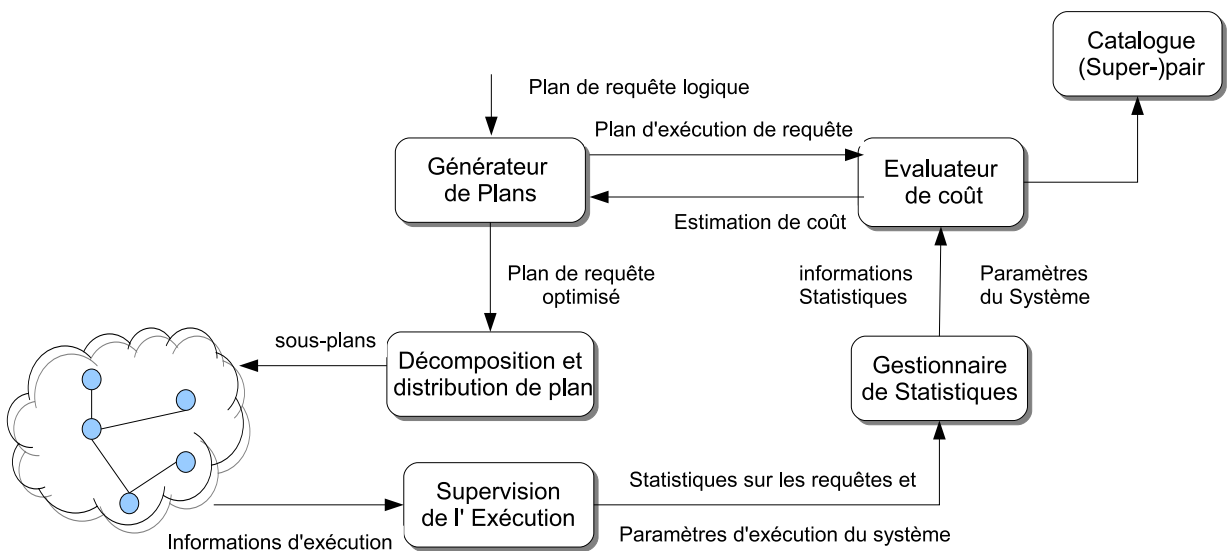 Catalogue
(Super-)pair
Plan de requête logique
Plan d'exécution de requête
Générateur
de Plans
Evaluateur
de coût
Estimation de coût
Plan de requête
optimisé
informations
Statistiques
Paramètres
du Système
sous-plans
Décomposition et
distribution de plan
Gestionnaire
de Statistiques
Supervision
de l' Exécution
Statistiques sur les requêtes et
Informations d'exécution
Paramètres d'exécution du système